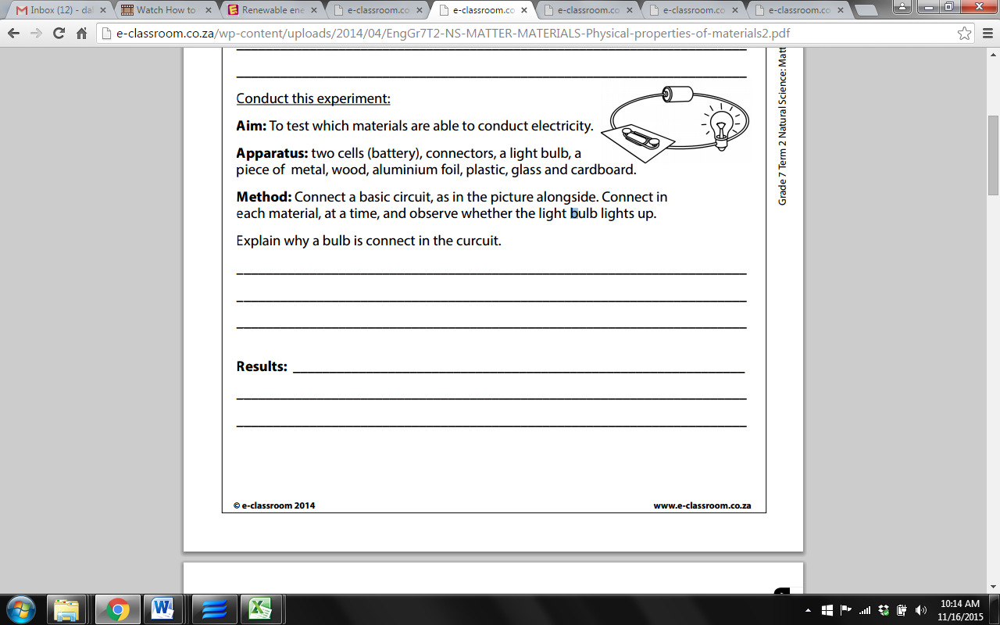 Inbox (12) - dal
Watch How to
Renewable ene
e-classroom.co
e-classroom.co
e-classroom.co
e-classroom.co
e-classroom.co
e-classroom.co.za/wp-content/uploads/2014/04/EngGr7T2-NS-MATTER-MATERIALS-Physical-properties-of-materials2.pdf
Grade 7 Term 2 Natural Science: Matt
Conduct this experiment:
Aim: To test which materials are able to conduct electricity.
Apparatus: two cells (battery), connectors, a light bulb, a
piece of metal, wood, aluminium foil, plastic, glass and cardboard.
Method: Connect a basic circuit, as in the picture alongside. Connect in
each material, at a time, and observe whether the light bulb lights up.
Explain why a bulb is connect in the curcuit.
Results:
© e-classroom 2014
www.e-classroom.co.za
10:14 AM
11/16/2015